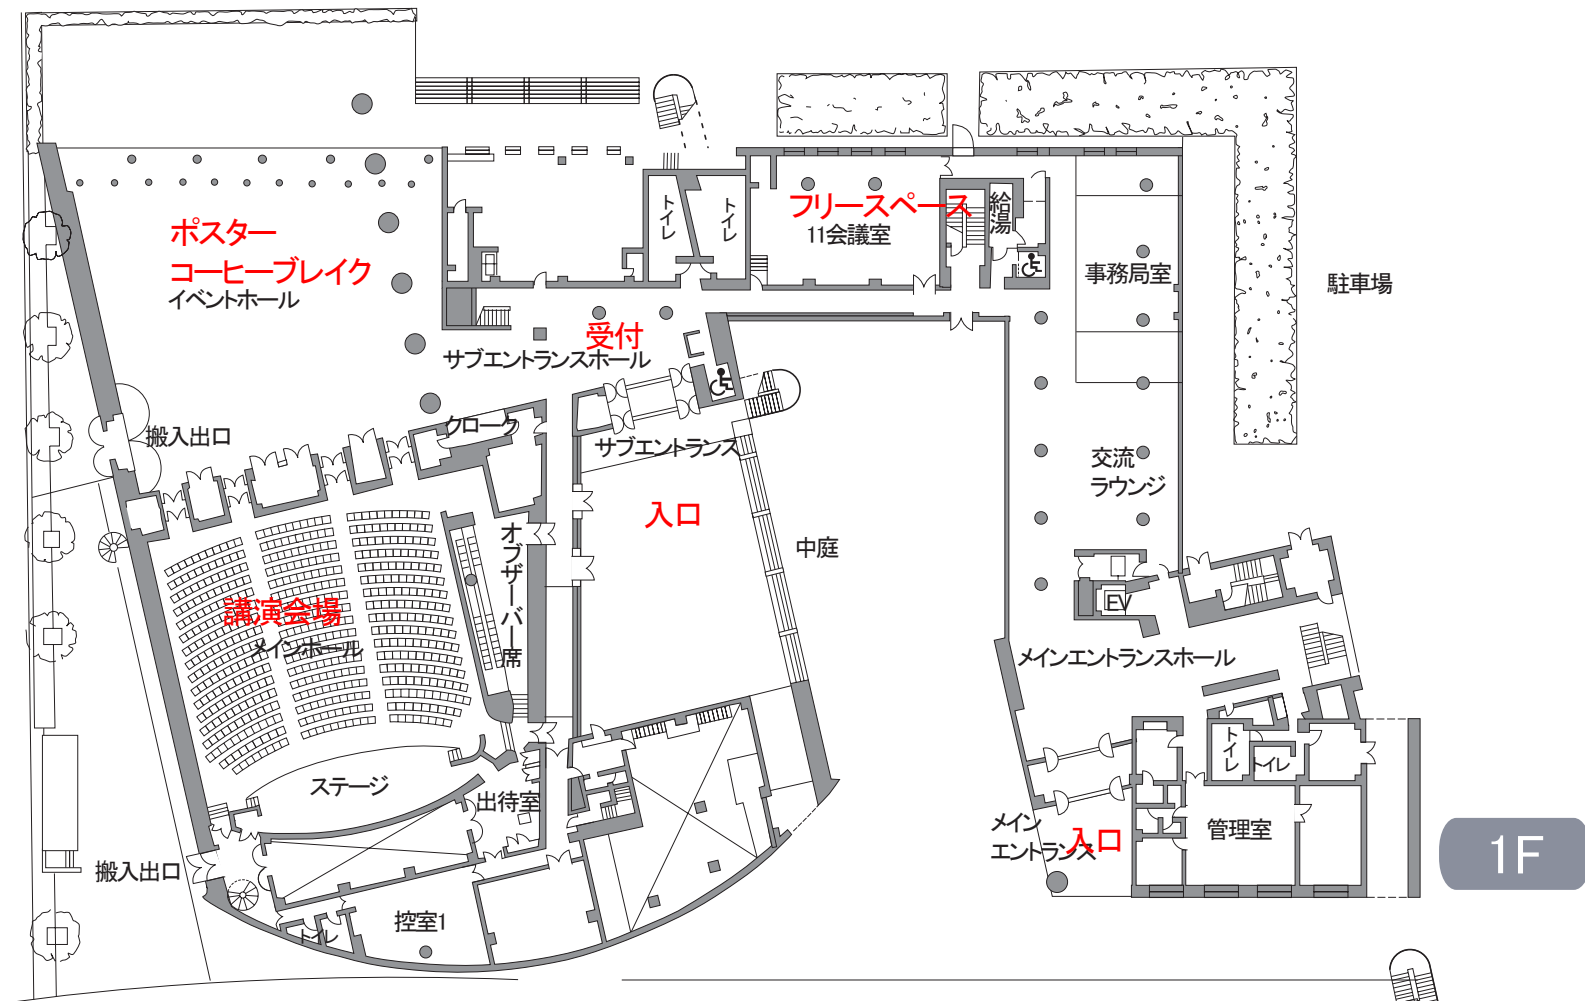 トイレ
トイレ
フリースペース
11会議室
給湯
ポスター
コーヒーブレイク
イベントホール
事務局室
駐車場
受付
サブエントランスホール
クローク
搬入出口
サブエントランス
交流
ラウンジ
入口
オブザーバー席
中庭
講演会場
メインホール
EV
メインエントランスホール
ステージ
出待室
トイレ
トイレ
メイン
エントランス
入口
管理室
1F
搬入出口
控室1
トイレ